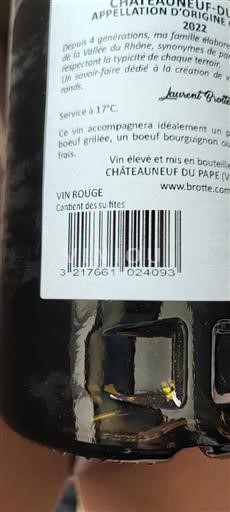 CHÂTEAUNEUF-DU
APPELLATION D'ORIGINE
2022
Depuis 4 générations, ma famille élabore
de la Vallée du Rhône, synonymes de
respectant la typicité de chaque terroir.
Un savoir-faire dédié à la création de
ronds.
Laurent Brotte
Service à 17°C.
Ce vin accompagnera idéalement un
boeuf grillée, un boeuf bourguignon ou
frais.
Vin élevé et mis en bouteille
CHÂTEAUNEUF DU PAPE (V
www.brotte.com
VIN ROUGE
Contient des sulfites
3 217661 024093